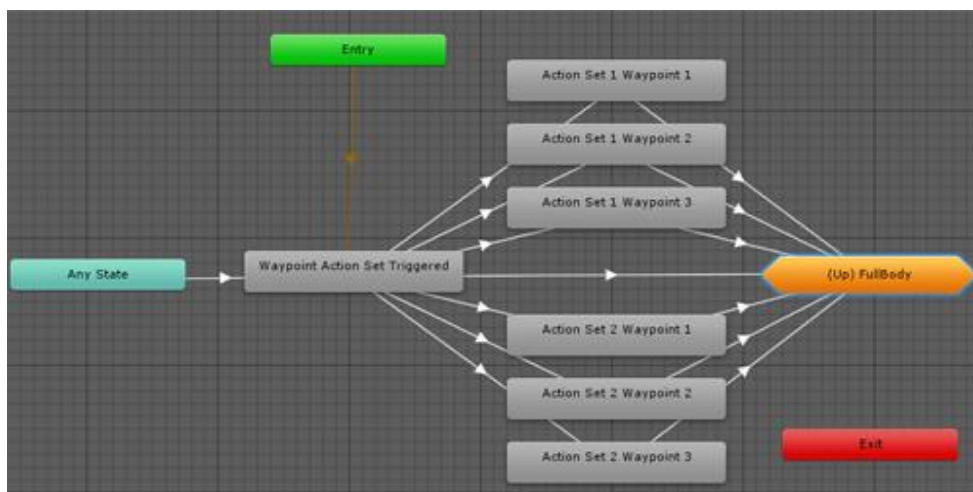 Entry
Action Set 1 Waypoint 1
Action Set 1 Waypoint 2
Action Set 1 Waypoint 3
Any State
Waypoint Action Set Triggered
(Up) FullBody
Action Set 2 Waypoint 1
Action Set 2 Waypoint 2
Exit
Action Set 2 Waypoint 3